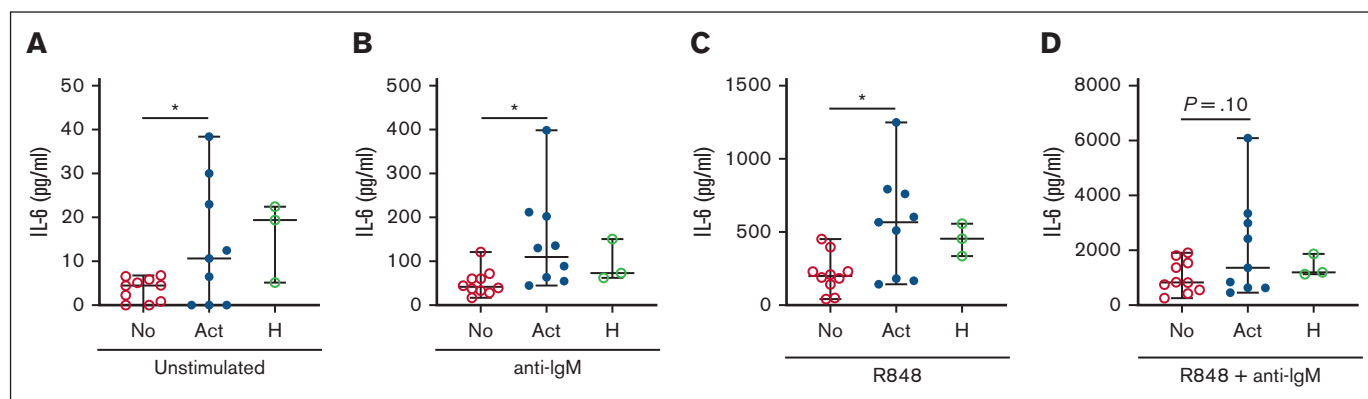 A
IL-6 (pg/ml)
50
40
30
20
10
0
*
No Act H
Unstimulated
B
IL-6 (pg/ml)
500
400
300
200
100
0
*
No Act H
anti-IgM
C
IL-6 (pg/ml)
1500
1000
500
0
*
No Act H
R848
D
IL-6 (pg/ml)
8000
6000
4000
2000
0
P = .10
No Act H
R848 + anti-IgM